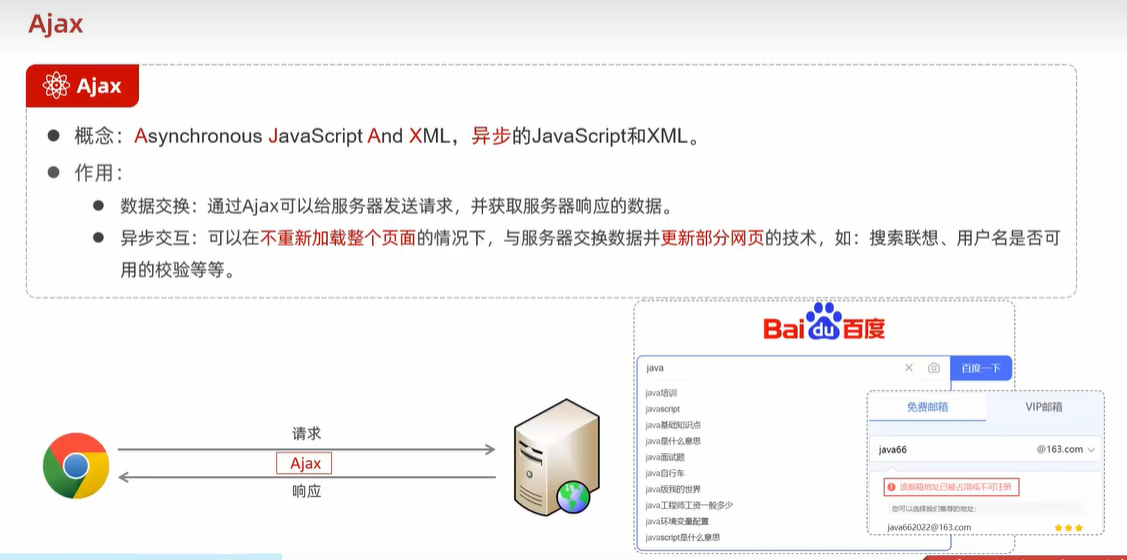 Ajax
Ajax
概念：Asynchronous JavaScript And XML，异步的JavaScript和XML。
作用：
数据交换：通过Ajax可以给服务器发送请求，并获取服务器响应的数据。
异步交互：可以在不重新加载整个页面的情况下，与服务器交换数据并更新部分网页的技术，如：搜索联想、用户名是否可
用的校验等等。
请求
Ajax
响应
Baidu百度
java
百度一下
java培训
javascript
java基础知识点
java是什么意思
java面试题
java自行车
java版我的世界
java工程师工资一般多少
java环境变量配置
javascript是什么意思
免费邮箱 VIP邮箱
java66 @163.com
该邮箱地址已被占用或不可注册
您可以选择我们推荐的地址：
java662022@163.com